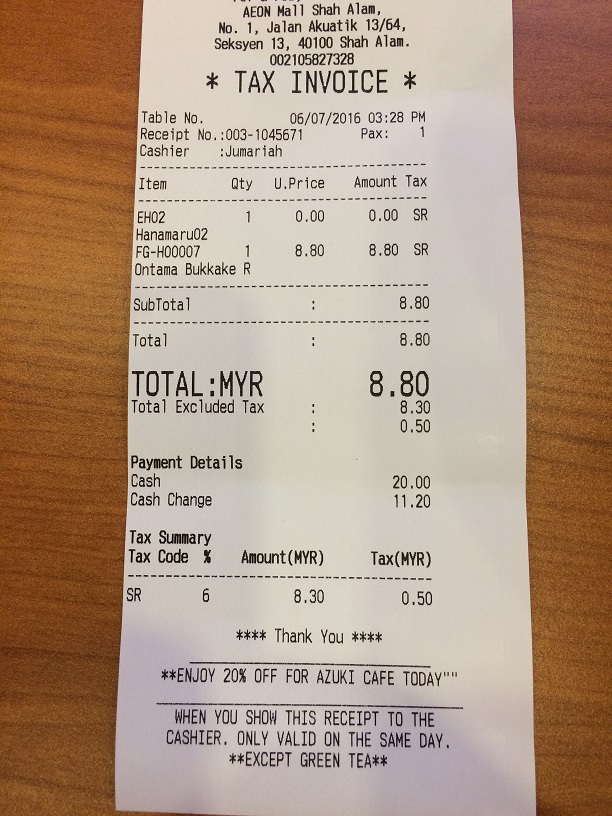 AEON Mall Shah Alam,
No. 1, Jalan Akuatik 13/64,
Seksyen 13, 40100 Shah Alam.
002105827328
* TAX INVOICE *
Table No. 06/07/2016 03:28 PM
Receipt No.:003-1045671 Pax: 1
Cashier :Jumariah
Item Qty U.Price Amount Tax
EH02 1 0.00 0.00 SR
Hanamaru02
FG-H00007 1 8.80 8.80 SR
Ontama Bukkake R
SubTotal : 8.80
Total : 8.80
TOTAL:MYR 8.80
Total Excluded Tax : 8.30
: 0.50
Payment Details
Cash 20.00
Cash Change 11.20
Tax Summary
Tax Code % Amount(MYR) Tax(MYR)
SR 6 8.30 0.50
**** Thank You ****
**ENJOY 20% OFF FOR AZUKI CAFE TODAY""
WHEN YOU SHOW THIS RECEIPT TO THE
CASHIER. ONLY VALID ON THE SAME DAY.
**EXCEPT GREEN TEA**